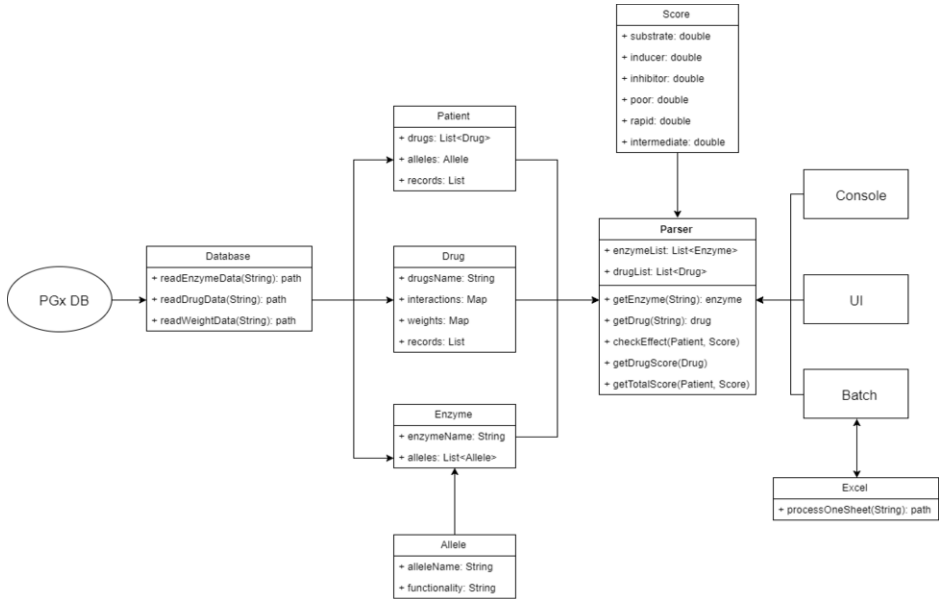 Score
+ substrate: double
+ inducer: double
+ inhibitor: double
+ poor: double
+ rapid: double
+ intermediate: double
Patient
+ drugs: List<Drug>
+ alleles: Allele
+ records: List
Console
Parser
+ enzymeList: List<Enzyme>
+ drugList: List<Drug>
+ getEnzyme(String): enzyme
+ getDrug(String): drug
+ checkEffect(Patient, Score)
+ getDrugScore(Drug)
+ getTotalScore(Patient, Score)
PGx DB
Database
+ readEnzymeData(String): path
+ readDrugData(String): path
+ readWeightData(String): path
Drug
+ drugsName: String
+ interactions: Map
+ weights: Map
+ records: List
UI
Batch
Enzyme
+ enzymeName: String
+ alleles: List<Allele>
Excel
+ processOneSheet(String): path
Allele
+ alleleName: String
+ functionality: String